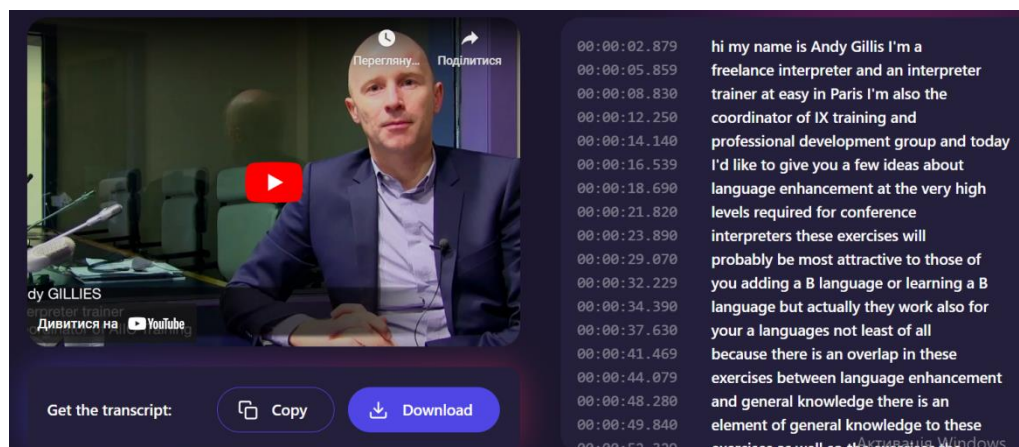 Перегляну...
Поділитися
dy GILLIES
erpreter trainer
Дивитися на YouTube
training
Get the transcript:
Copy
Download
00:00:02.879 hi my name is Andy Gillis I'm a
00:00:05.859 freelance interpreter and an interpreter
00:00:08.830 trainer at easy in Paris I'm also the
00:00:12.250 coordinator of IX training and
00:00:14.140 professional development group and today
00:00:16.539 I'd like to give you a few ideas about
00:00:18.690 language enhancement at the very high
00:00:21.820 levels required for conference
00:00:23.890 interpreters these exercises will
00:00:29.070 probably be most attractive to those of
00:00:32.229 you adding a B language or learning a B
00:00:34.390 language but actually they work also for
00:00:37.630 your a languages not least of all
00:00:41.469 because there is an overlap in these
00:00:44.079 exercises between language enhancement
00:00:48.280 and general knowledge there is an
00:00:49.840 element of general knowledge to these
Активація Windows